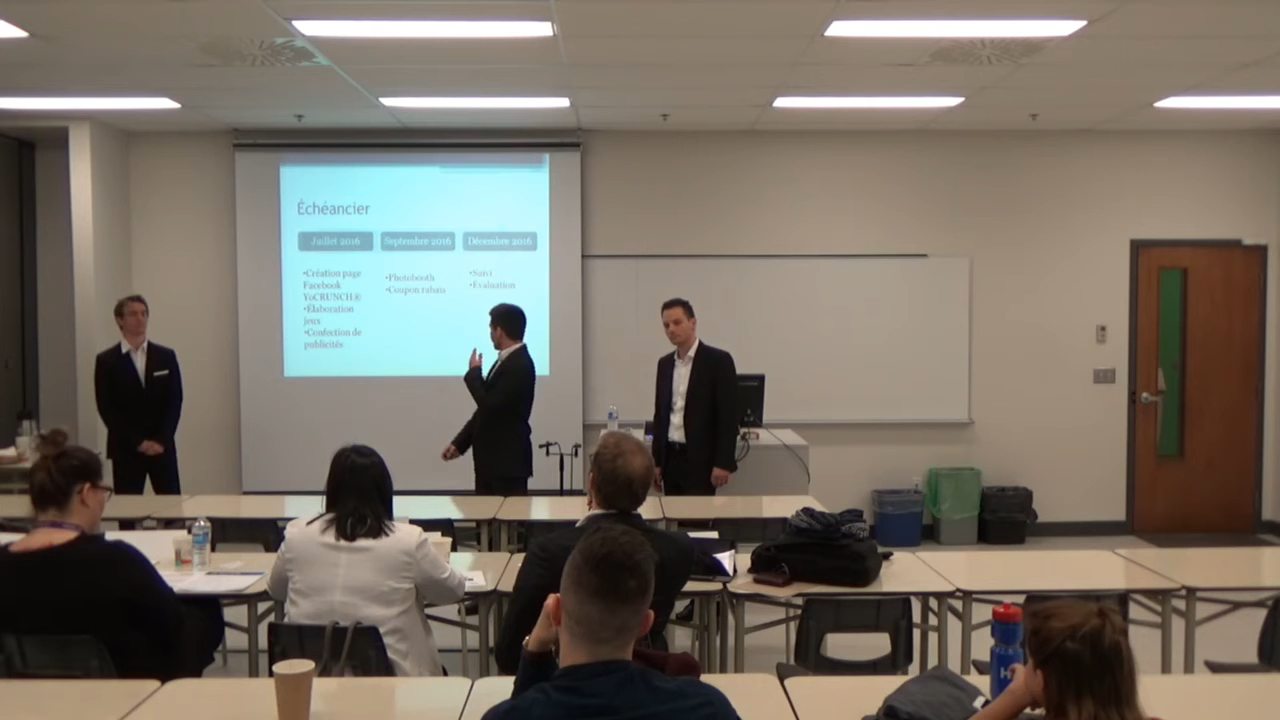 Échéancier
Juillet 2016
Septembre 2016
Décembre 2016
•Création page
Facebook
YoCRUNCH®
•Élaboration
jeux
•Confection de
publicités
•Photobooth
•Coupon rabais
•Suivi
•Évaluation
H